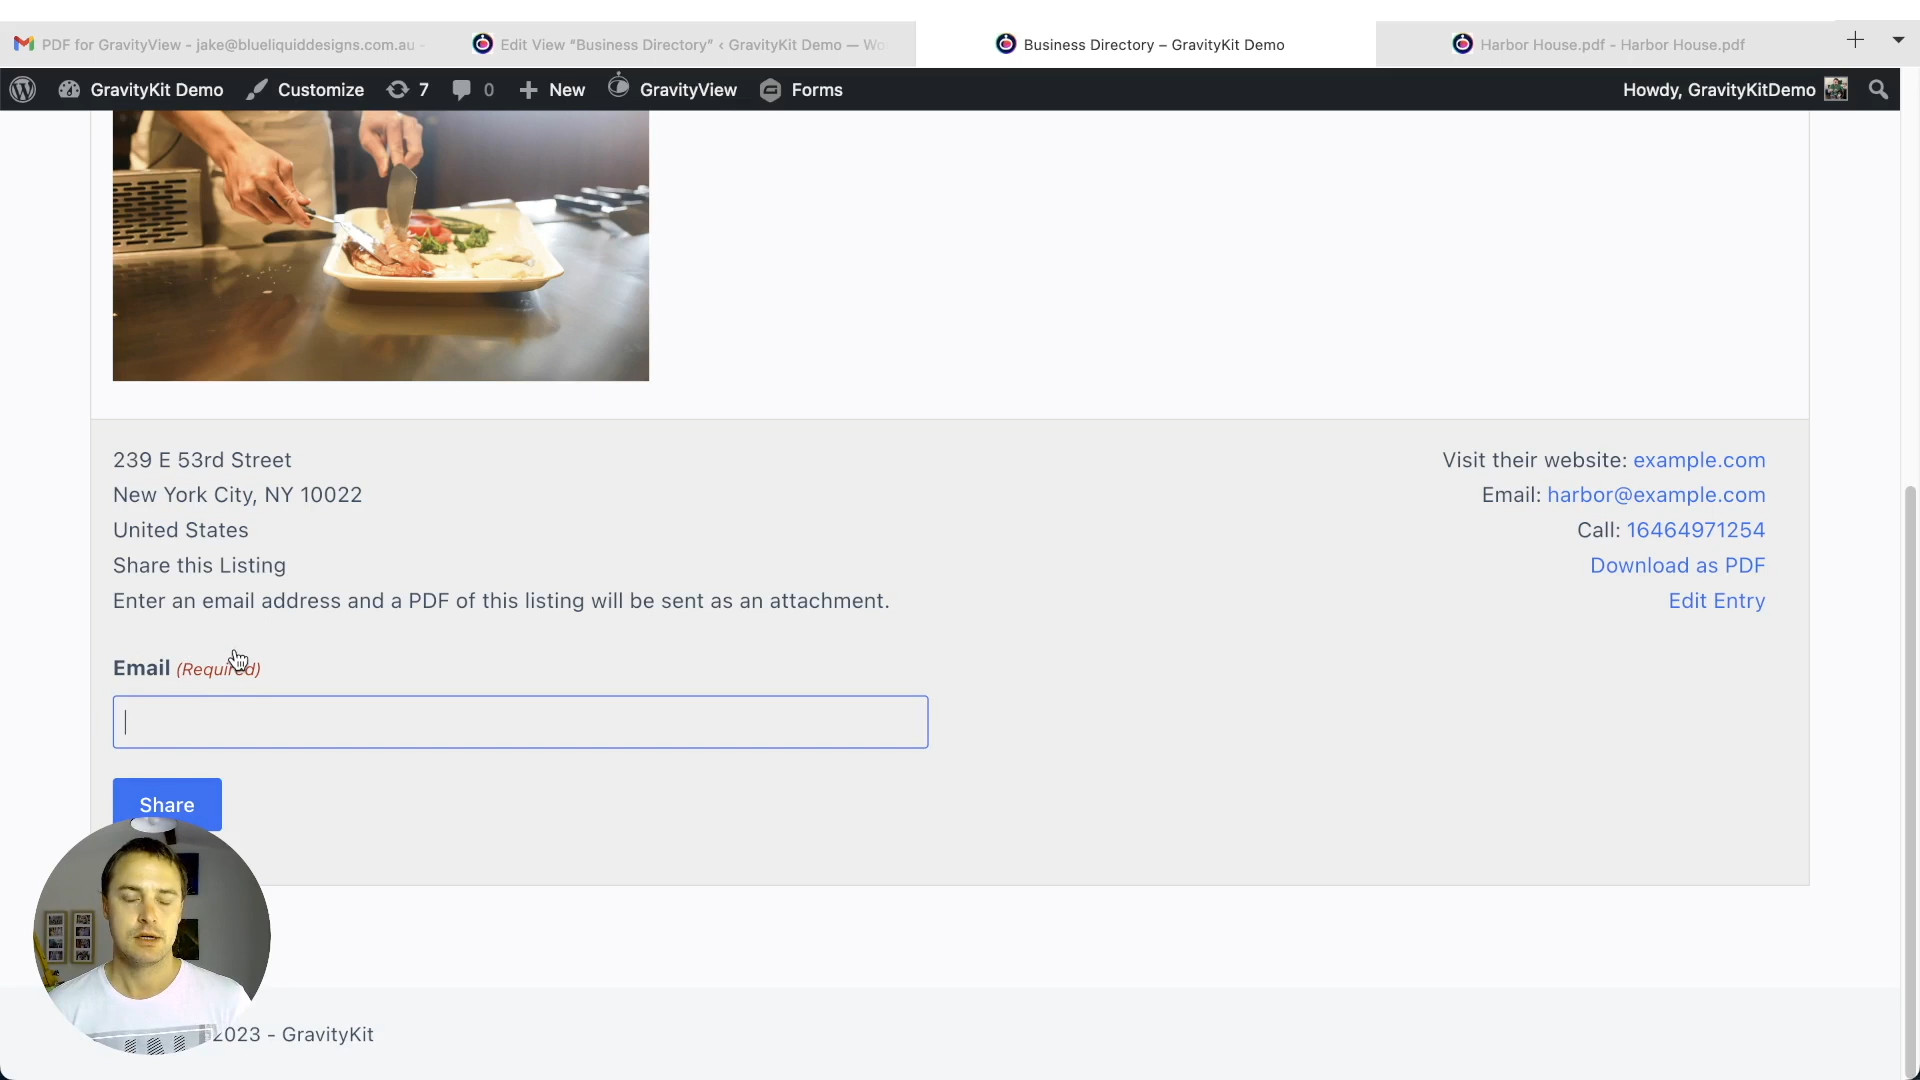 PDF for GravityView - jake@blueliquiddesigns.com.au -
Edit View "Business Directory" ‹ GravityKit Demo — Wo
Business Directory – GravityKit Demo
Harbor House.pdf - Harbor House.pdf
GravityKit Demo
Customize
7
0
New
GravityView
Forms
Howdy, GravityKitDemo
239 E 53rd Street
New York City, NY 10022
United States
Share this Listing
Enter an email address and a PDF of this listing will be sent as an attachment.
Visit their website: example.com
Email: harbor@example.com
Call: 16464971254
Download as PDF
Edit Entry
Email (Required)
Share
2023 - GravityKit